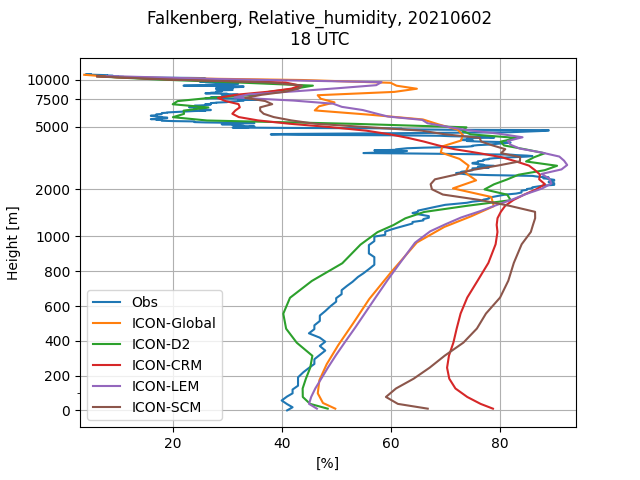 Falkenberg, Relative_humidity, 20210602
18 UTC
10000
7500
5000
2000
1000
800
600
400
200
0
Height [m]
Obs
ICON-Global
ICON-D2
ICON-CRM
ICON-LEM
ICON-SCM
20 40 60 80
[%]